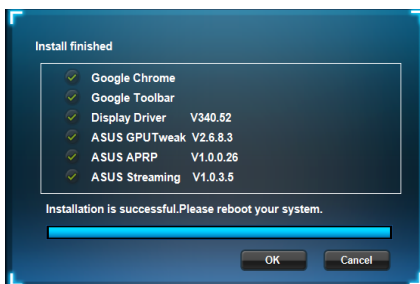 Install finished
Google Chrome
Google Toolbar
Display Driver V340.52
ASUS GPUTweak V2.6.8.3
ASUS APRP V1.0.0.26
ASUS Streaming V1.0.3.5
Installation is successful.Please reboot your system.
OK Cancel